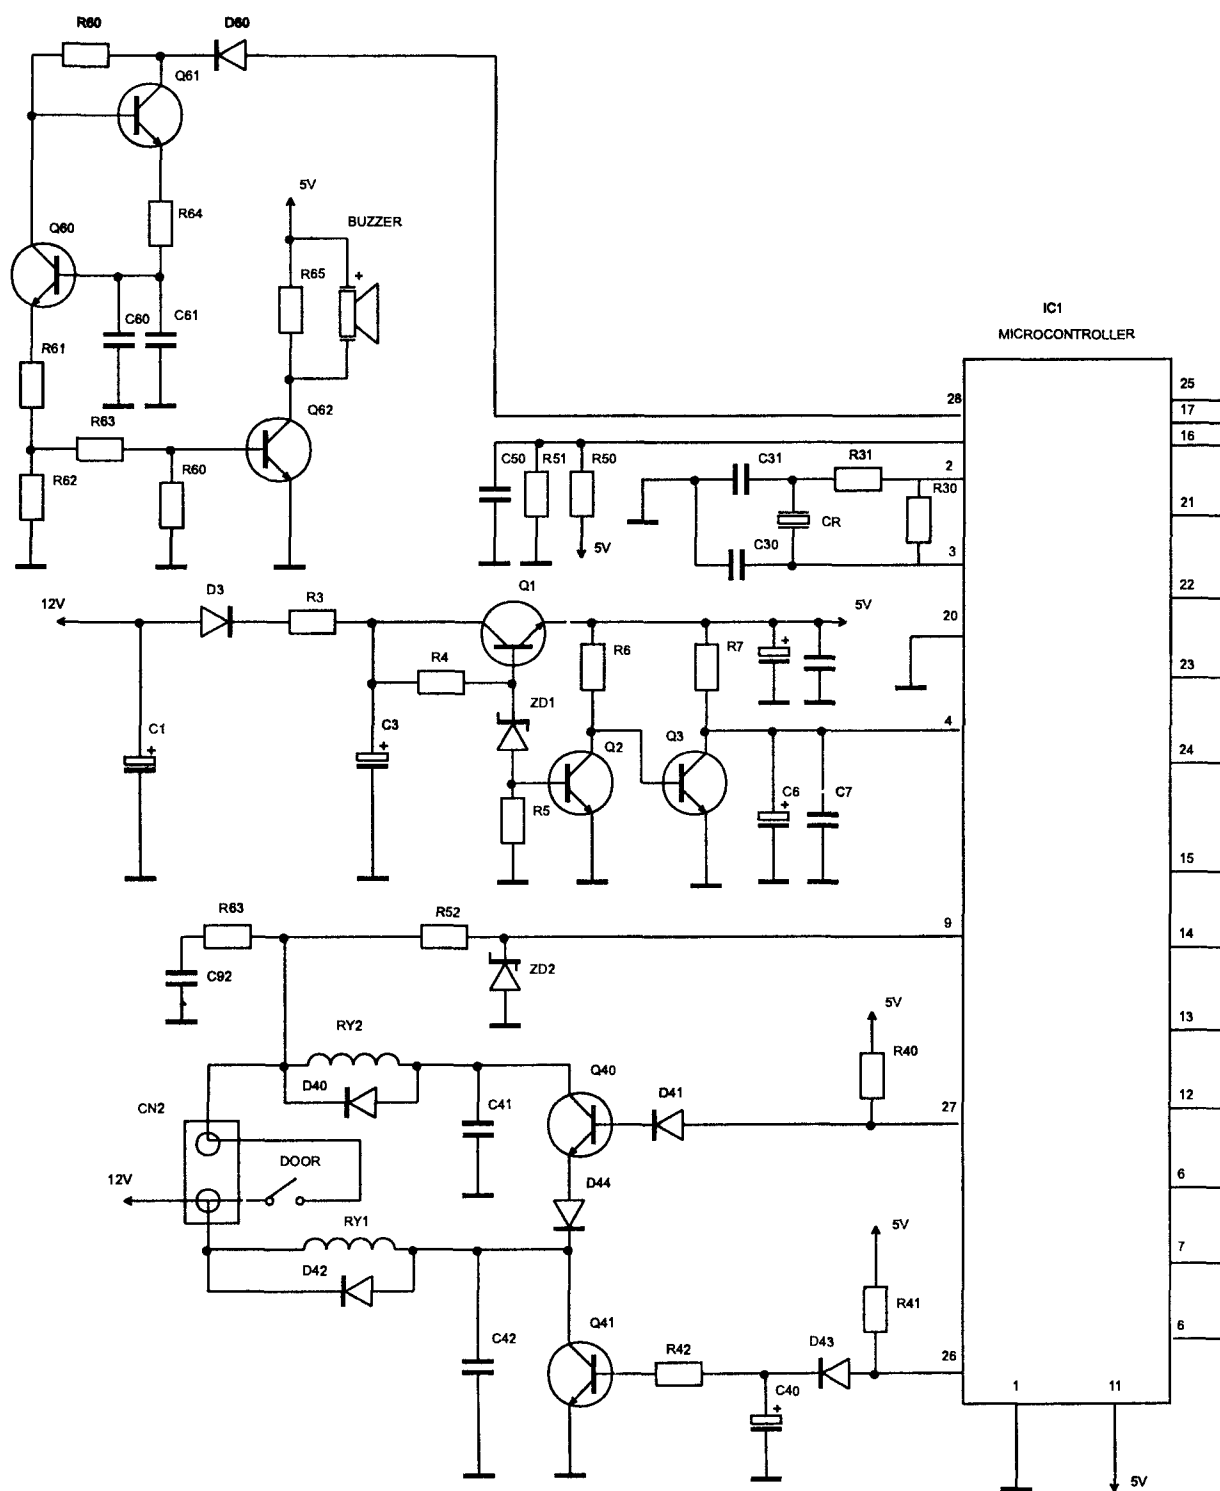 R60
D60
Q61
5V
BUZZER
R64
Q60
+
R65
C60
C61
IC1
MICROCONTROLLER
R61
25
28
17
R63
Q62
16
C50
R51
R50
C31
R31
2
R62
R60
R30
21
CR
C30
3
5V
D3
Q1
12V
R3
5V
22
20
R6
R7
+
R4
23
ZD1
C1
C3
4
+
+
Q2
Q3
24
R5
C6
C7
+
15
R63
R52
9
14
C92
ZD2
5V
13
RY2
R40
Q40
D40
D41
12
C41
27
CN2
DOOR
D44
6
12V
RY1
5V
D42
7
R41
Q41
6
C42
R42
D43
26
C40
1
11
+
5V